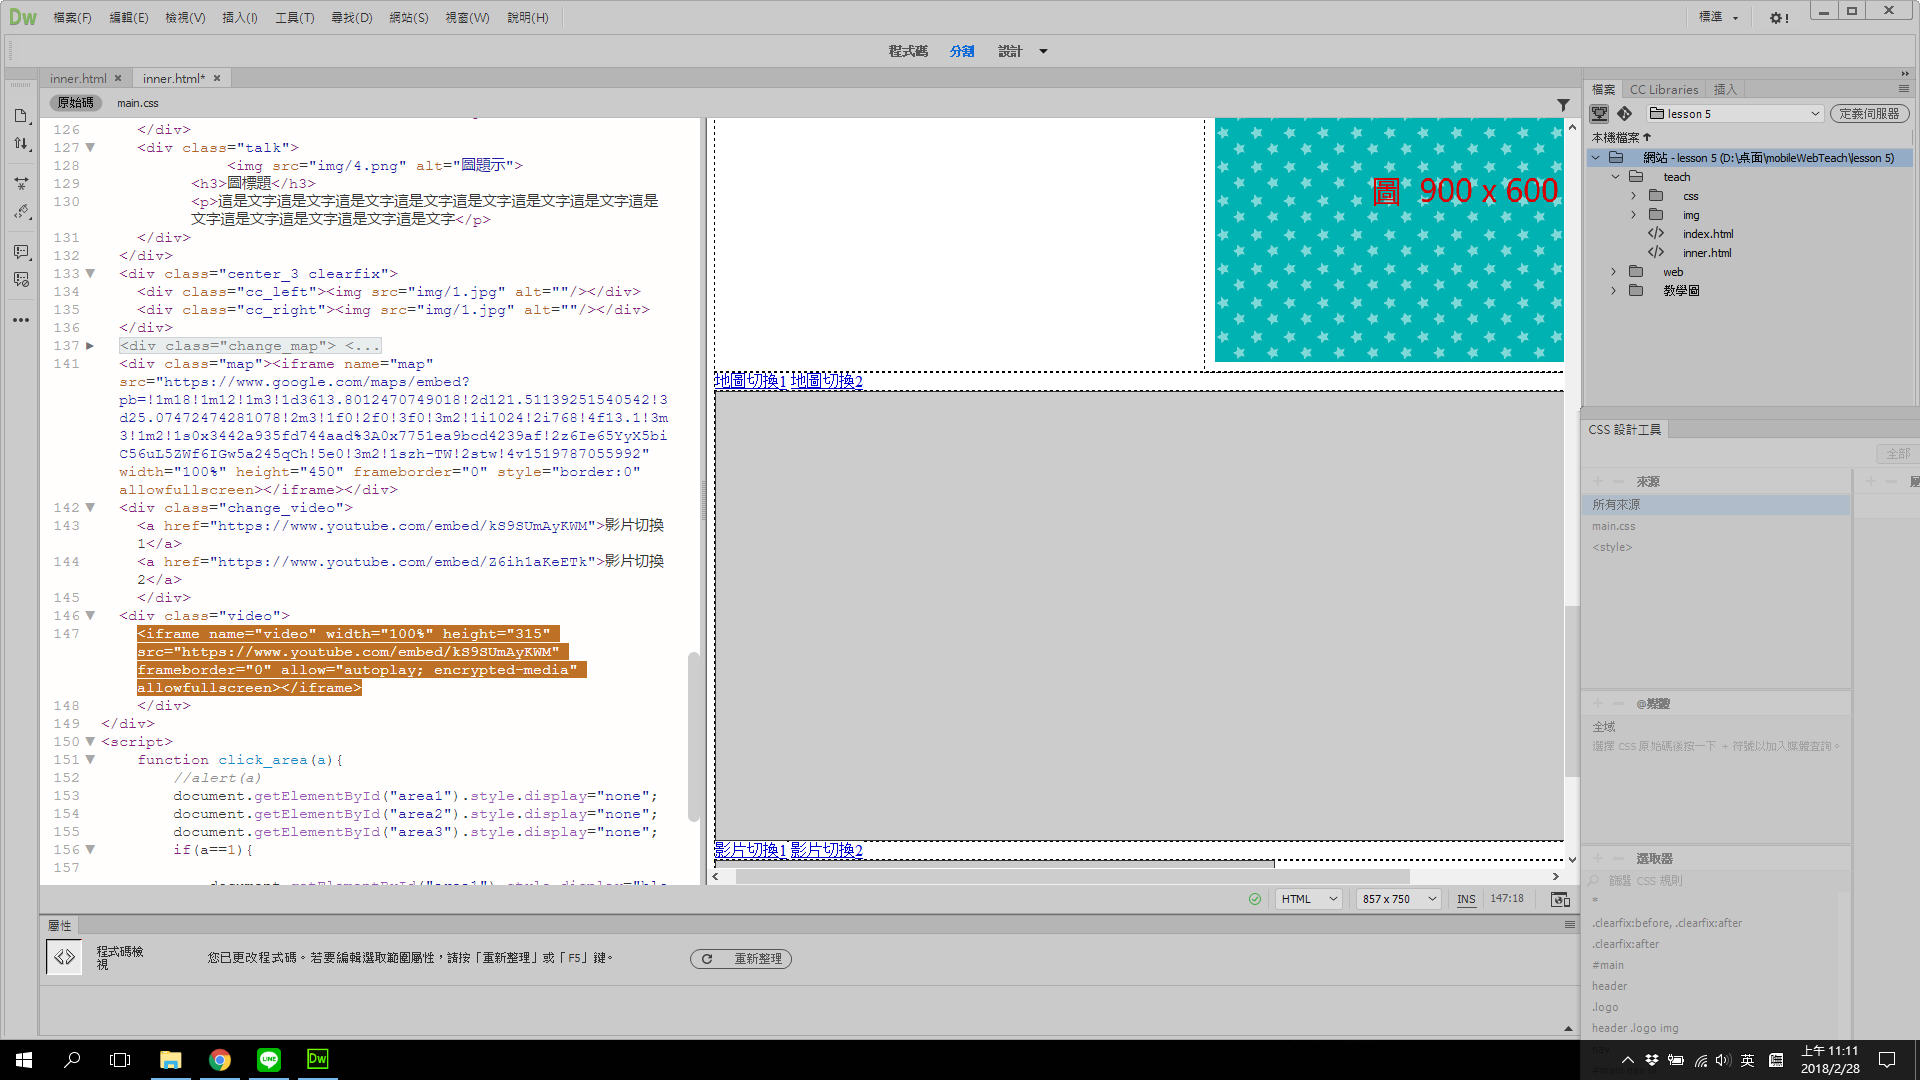 Dw 檔案(F) 編輯(E) 檢視(V) 插入(I) 工具(T) 尋找(D) 網站(S) 視窗(W) 說明(H) 標準
程式碼 分割 設計
inner.html inner.html*
原始碼 main.css
126 </div>
127 <div class="talk">
128 <img src="img/4.png" alt="圖題示">
129 <h3>圖標題</h3>
130 <p>這是文字這是文字這是文字這是文字這是文字這是文字這是文字這是
文字這是文字這是文字這是文字這是文字</p>
131 </div>
132 </div>
133 <div class="center_3 clearfix">
134 <div class="cc_left"><img src="img/1.jpg" alt=""/></div>
135 <div class="cc_right"><img src="img/1.jpg" alt=""/></div>
136 </div>
137 <div class="change_map"> <...
141 <div class="map"><iframe name="map"
src="https://www.google.com/maps/embed?
pb=!1m18!1m12!1m3!1d3613.8012470749018!2d121.51139251540542!3
d25.07472474281078!2m3!1f0!2f0!3f0!3m2!1i1024!2i768!4f13.1!3m
3!1m2!1s0x3442a935fd744aad%3A0x7751ea9bcd4239af!2z6Ie65YyX5bi
C56uL5ZWf6IGw5a245qCh!5e0!3m2!1szh-TW!2stw!4v1519787055992"
width="100%" height="450" frameborder="0" style="border:0"
allowfullscreen></iframe></div>
142 <div class="change_video">
143 <a href="https://www.youtube.com/embed/kS9SUmAyKWM">影片切換
1</a>
144 <a href="https://www.youtube.com/embed/Z6ih1aKeETk">影片切換
2</a>
145 </div>
146 <div class="video">
147 <iframe name="video" width="100%" height="315"
src="https://www.youtube.com/embed/kS9SUmAyKWM"
frameborder="0" allow="autoplay; encrypted-media"
allowfullscreen></iframe>
148 </div>
149 </div>
150 <script>
151 function click_area(a){
152 //alert(a)
153 document.getElementById("area1").style.display="none";
154 document.getElementById("area2").style.display="none";
155 document.getElementById("area3").style.display="none";
156 if(a==1){
157
圖 900 x 600
地圖切換1 地圖切換2
影片切換1 影片切換2
HTML 857 x 750 INS 147:18
屬性
程式碼檢視
您已更改程式碼。若要編輯選取範圍屬性，請按「重新整理」或「F5」鍵。
重新整理
檔案 CC Libraries 插入
lesson 5 定義伺服器
本機檔案
網站 - lesson 5 (D:\桌面\mobileWebTeach\lesson 5)
teach
css
img
index.html
inner.html
web
教學圖
CSS 設計工具
全部
來源
所有來源
main.css
<style>
@媒體
全域
選擇 CSS 原始碼後按一下 + 符號以加入媒體查詢。
選取器
篩選 CSS 規則
*
.clearfix:before, .clearfix:after
.clearfix:after
#main
header
.logo
header .logo img
英
上午 11:11
2018/2/28